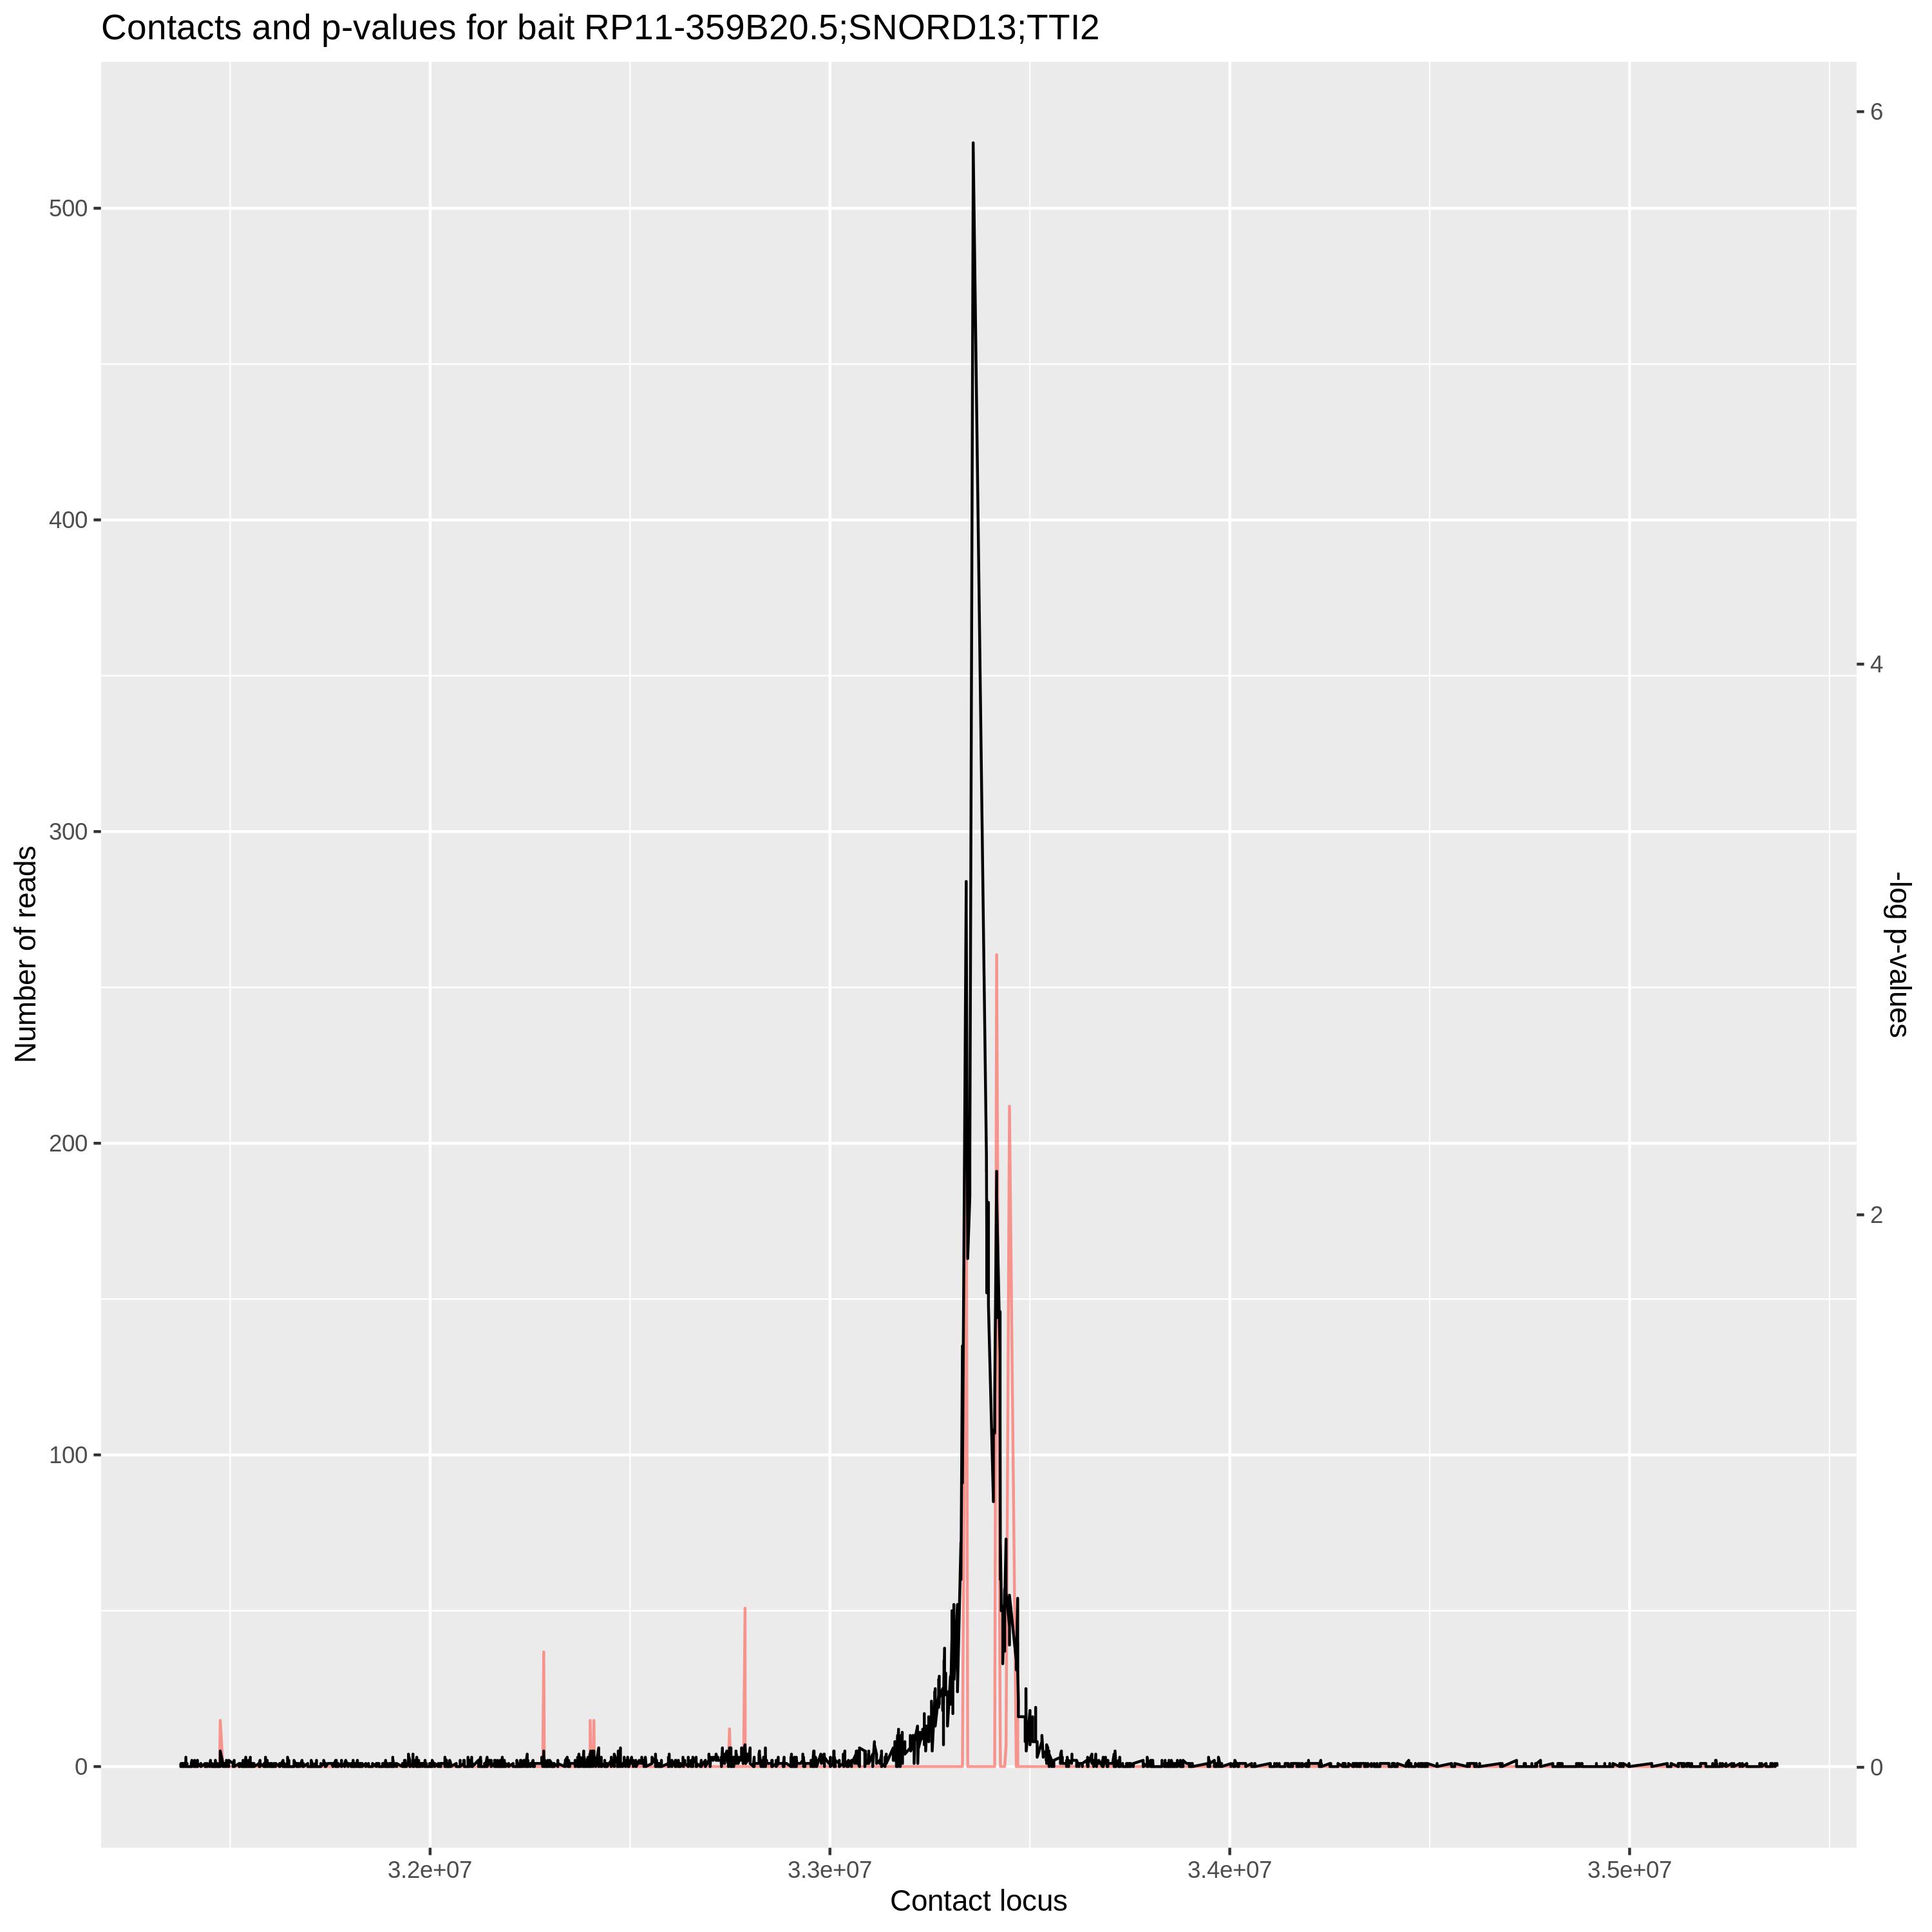 Contacts and p-values for bait RP11-359B20.5;SNORD13;TTI2
500
400
300
200
100
0
Number of reads
6
4
2
0
-log p-values
3.2e+07
3.3e+07
3.4e+07
3.5e+07
Contact locus